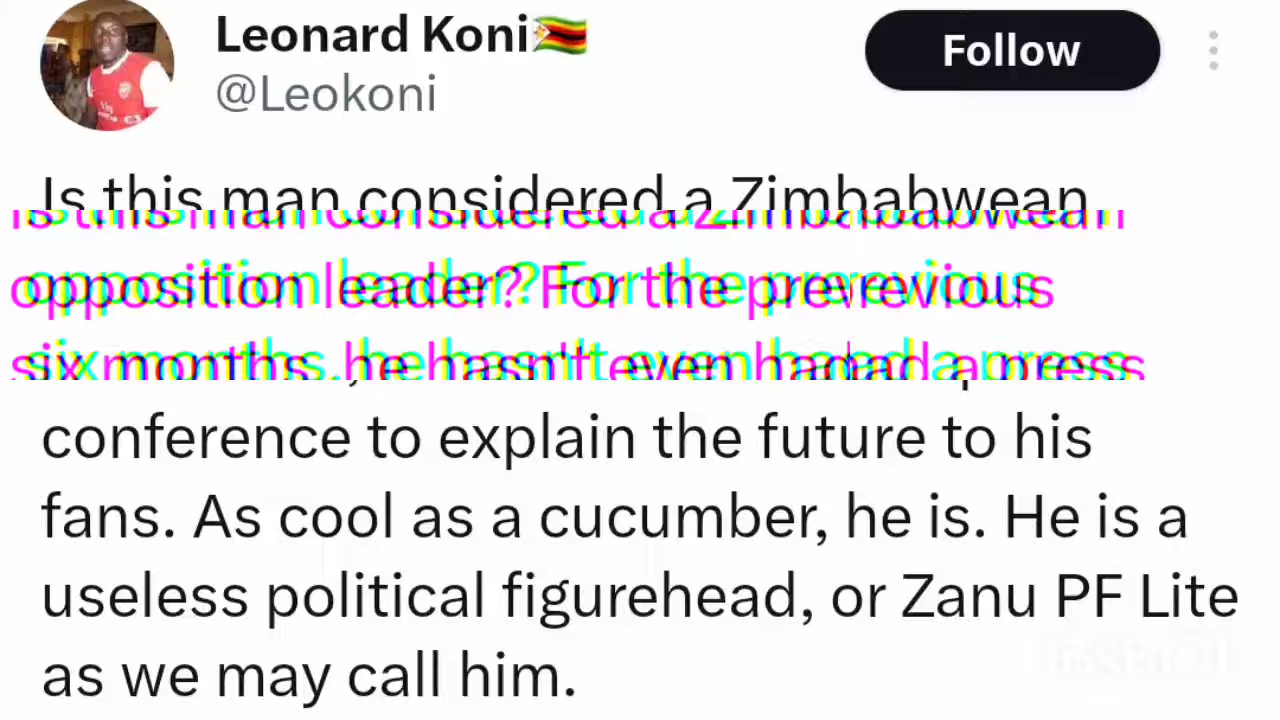 Leonard Koni🇿🇼
Follow
@Leokoni
Is this man considered a Zimbabwean
opposition leader? For the previous
six months, he hasn't even had a press
conference to explain the future to his
fans. As cool as a cucumber, he is. He is a
useless political figurehead, or Zanu PF Lite
as we may call him.